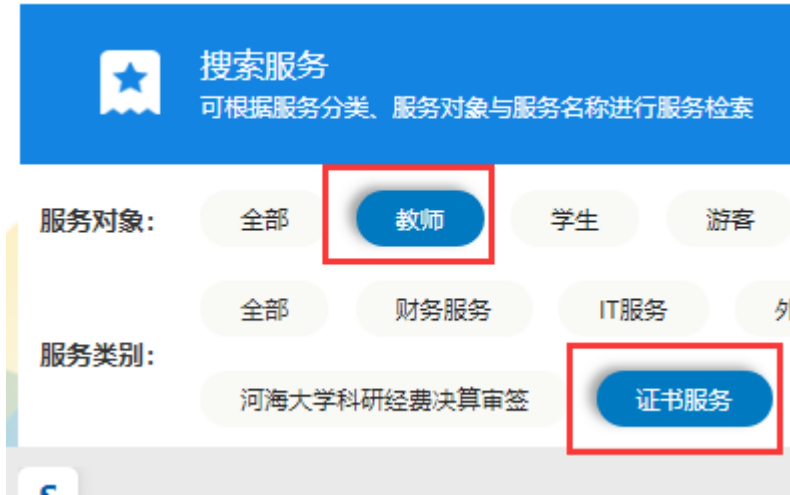 搜索服务
可根据服务分类、服务对象与服务名称进行服务检索
服务对象： 全部 教师 学生 游客
全部 财务服务 IT服务
服务类别：
河海大学科研经费决算审签 证书服务